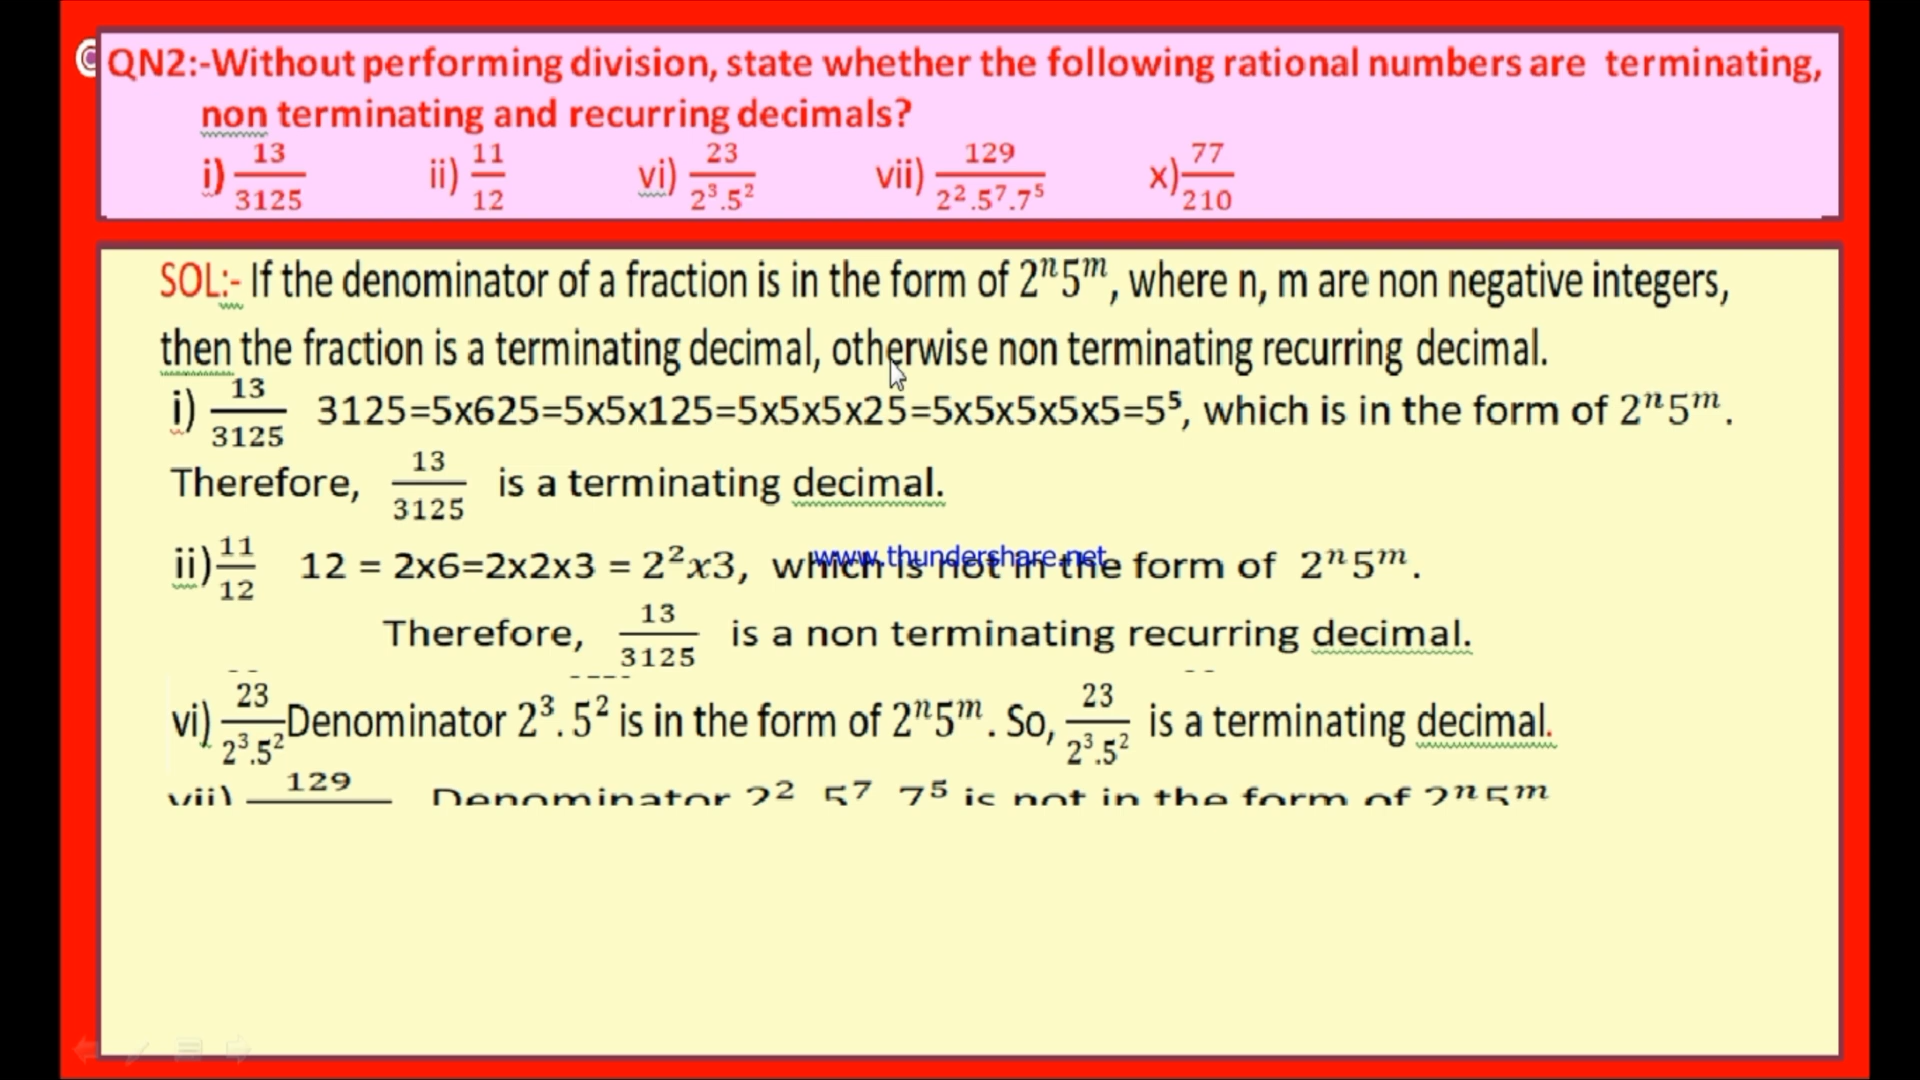 QN2:-Without performing division, state whether the following rational numbers are terminating,
non terminating and recurring decimals?
i) 13/3125 ii) 11/12 vi) 23/2³.5² vii) 129/2².5⁷.7⁵ x) 77/210
SOL:- If the denominator of a fraction is in the form of 2ⁿ5ᵐ, where n, m are non negative integers,
then the fraction is a terminating decimal, otherwise non terminating recurring decimal.
i) 13/3125 3125=5x625=5x5x125=5x5x5x25=5x5x5x5x5=5⁵, which is in the form of 2ⁿ5ᵐ.
Therefore, 13/3125 is a terminating decimal.
www.thundershare.net
ii) 11/12 12 = 2x6=2x2x3 = 2²x3, which is not in the form of 2ⁿ5ᵐ.
Therefore, 13/3125 is a non terminating recurring decimal.
vi) 23/2³.5² Denominator 2³.5² is in the form of 2ⁿ5ᵐ. So, 23/2³.5² is a terminating decimal.
vii) 129 Denominator 2² 5⁷ 7⁵ is not in the form of 2ⁿ5ᵐ